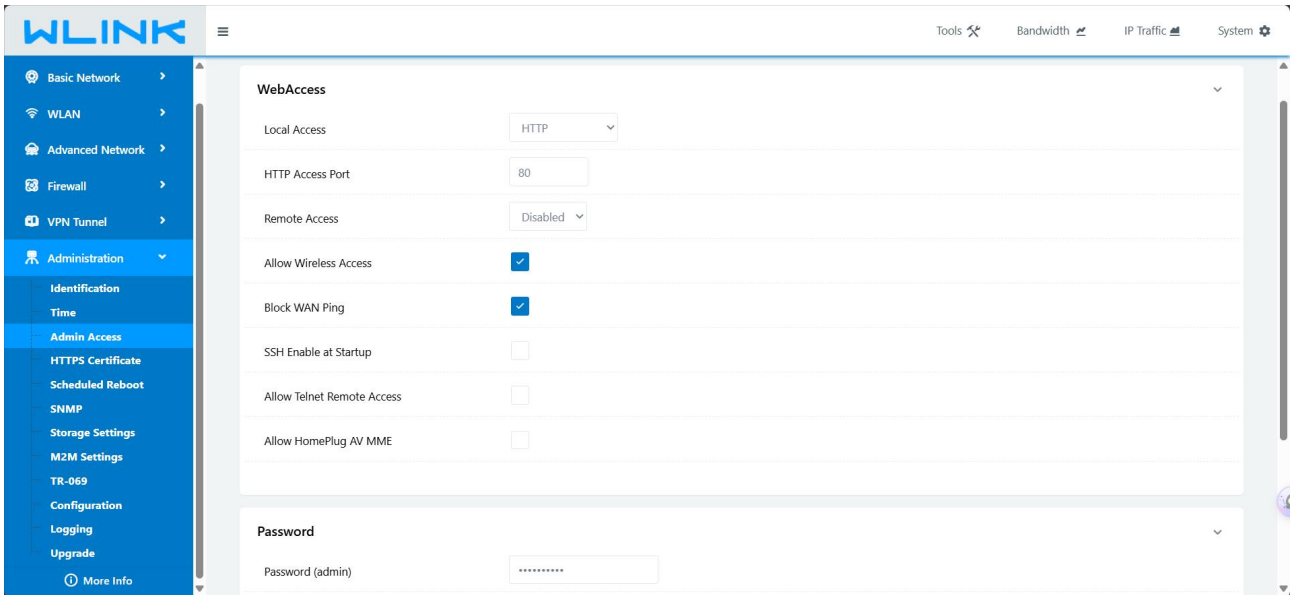 WLINK
Tools
Bandwidth
IP Traffic
System
Basic Network
WLAN
Advanced Network
Firewall
VPN Tunnel
Administration
Identification
Time
Admin Access
HTTPS Certificate
Scheduled Reboot
SNMP
Storage Settings
M2M Settings
TR-069
Configuration
Logging
Upgrade
More Info
WebAccess
Local Access HTTP
HTTP Access Port 80
Remote Access Disabled
Allow Wireless Access
Block WAN Ping
SSH Enable at Startup
Allow Telnet Remote Access
Allow HomePlug AV MME
Password
Password (admin) ••••••••••